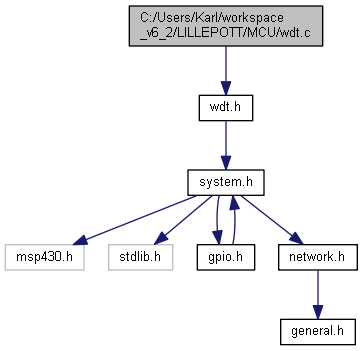 C:/Users/Karl/workspace
_v6_2/LILLEPOTT/MCU/wdt.c
wdt.h
system.h
msp430.h
stdlib.h
gpio.h
network.h
general.h